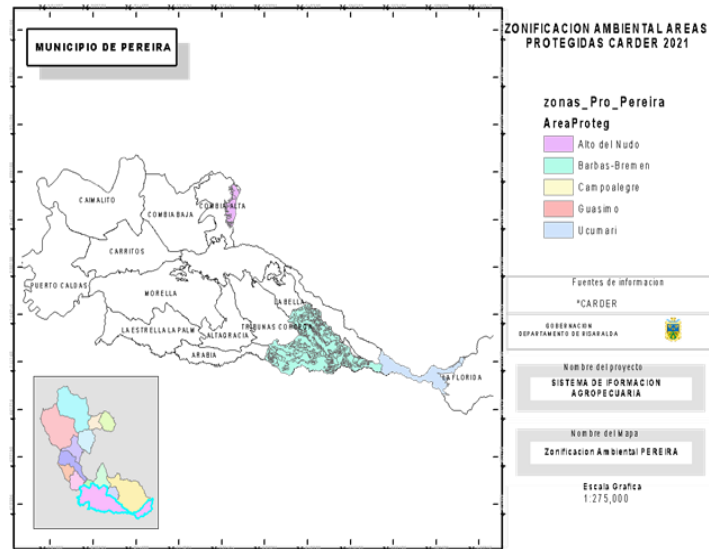 MUNICIPIO DE PEREIRA
ZONIFICACION AMBIENTAL AREAS
PROTEGIDAS CARDER 2021
zonas_Pro_Pereira
AreaProteg
Alto del Nudo
Barbas-Bremen
Campoalegre
Guasimo
Ucumari
CAIMALITO
COMBIA BAJA
COMBIA ALTA
CERRITOS
PUERTO CALDAS
MORELLA
LA BELLA
LA ESTRELLA LA PALM
ALTAGRACIA
TRIBUNAS CORCEGA
ARABIA
LA FLORIDA
Fuentes de informacion
*CARDER
GOBERNACION
DEPARTAMENTO DE RISARALDA
Nombre del proyecto
SISTEMA DE IFORMACION
AGROPECUARIA
Nombre del Mapa
Zonificacion Ambiental PEREIRA
Escala Grafica
1:275,000